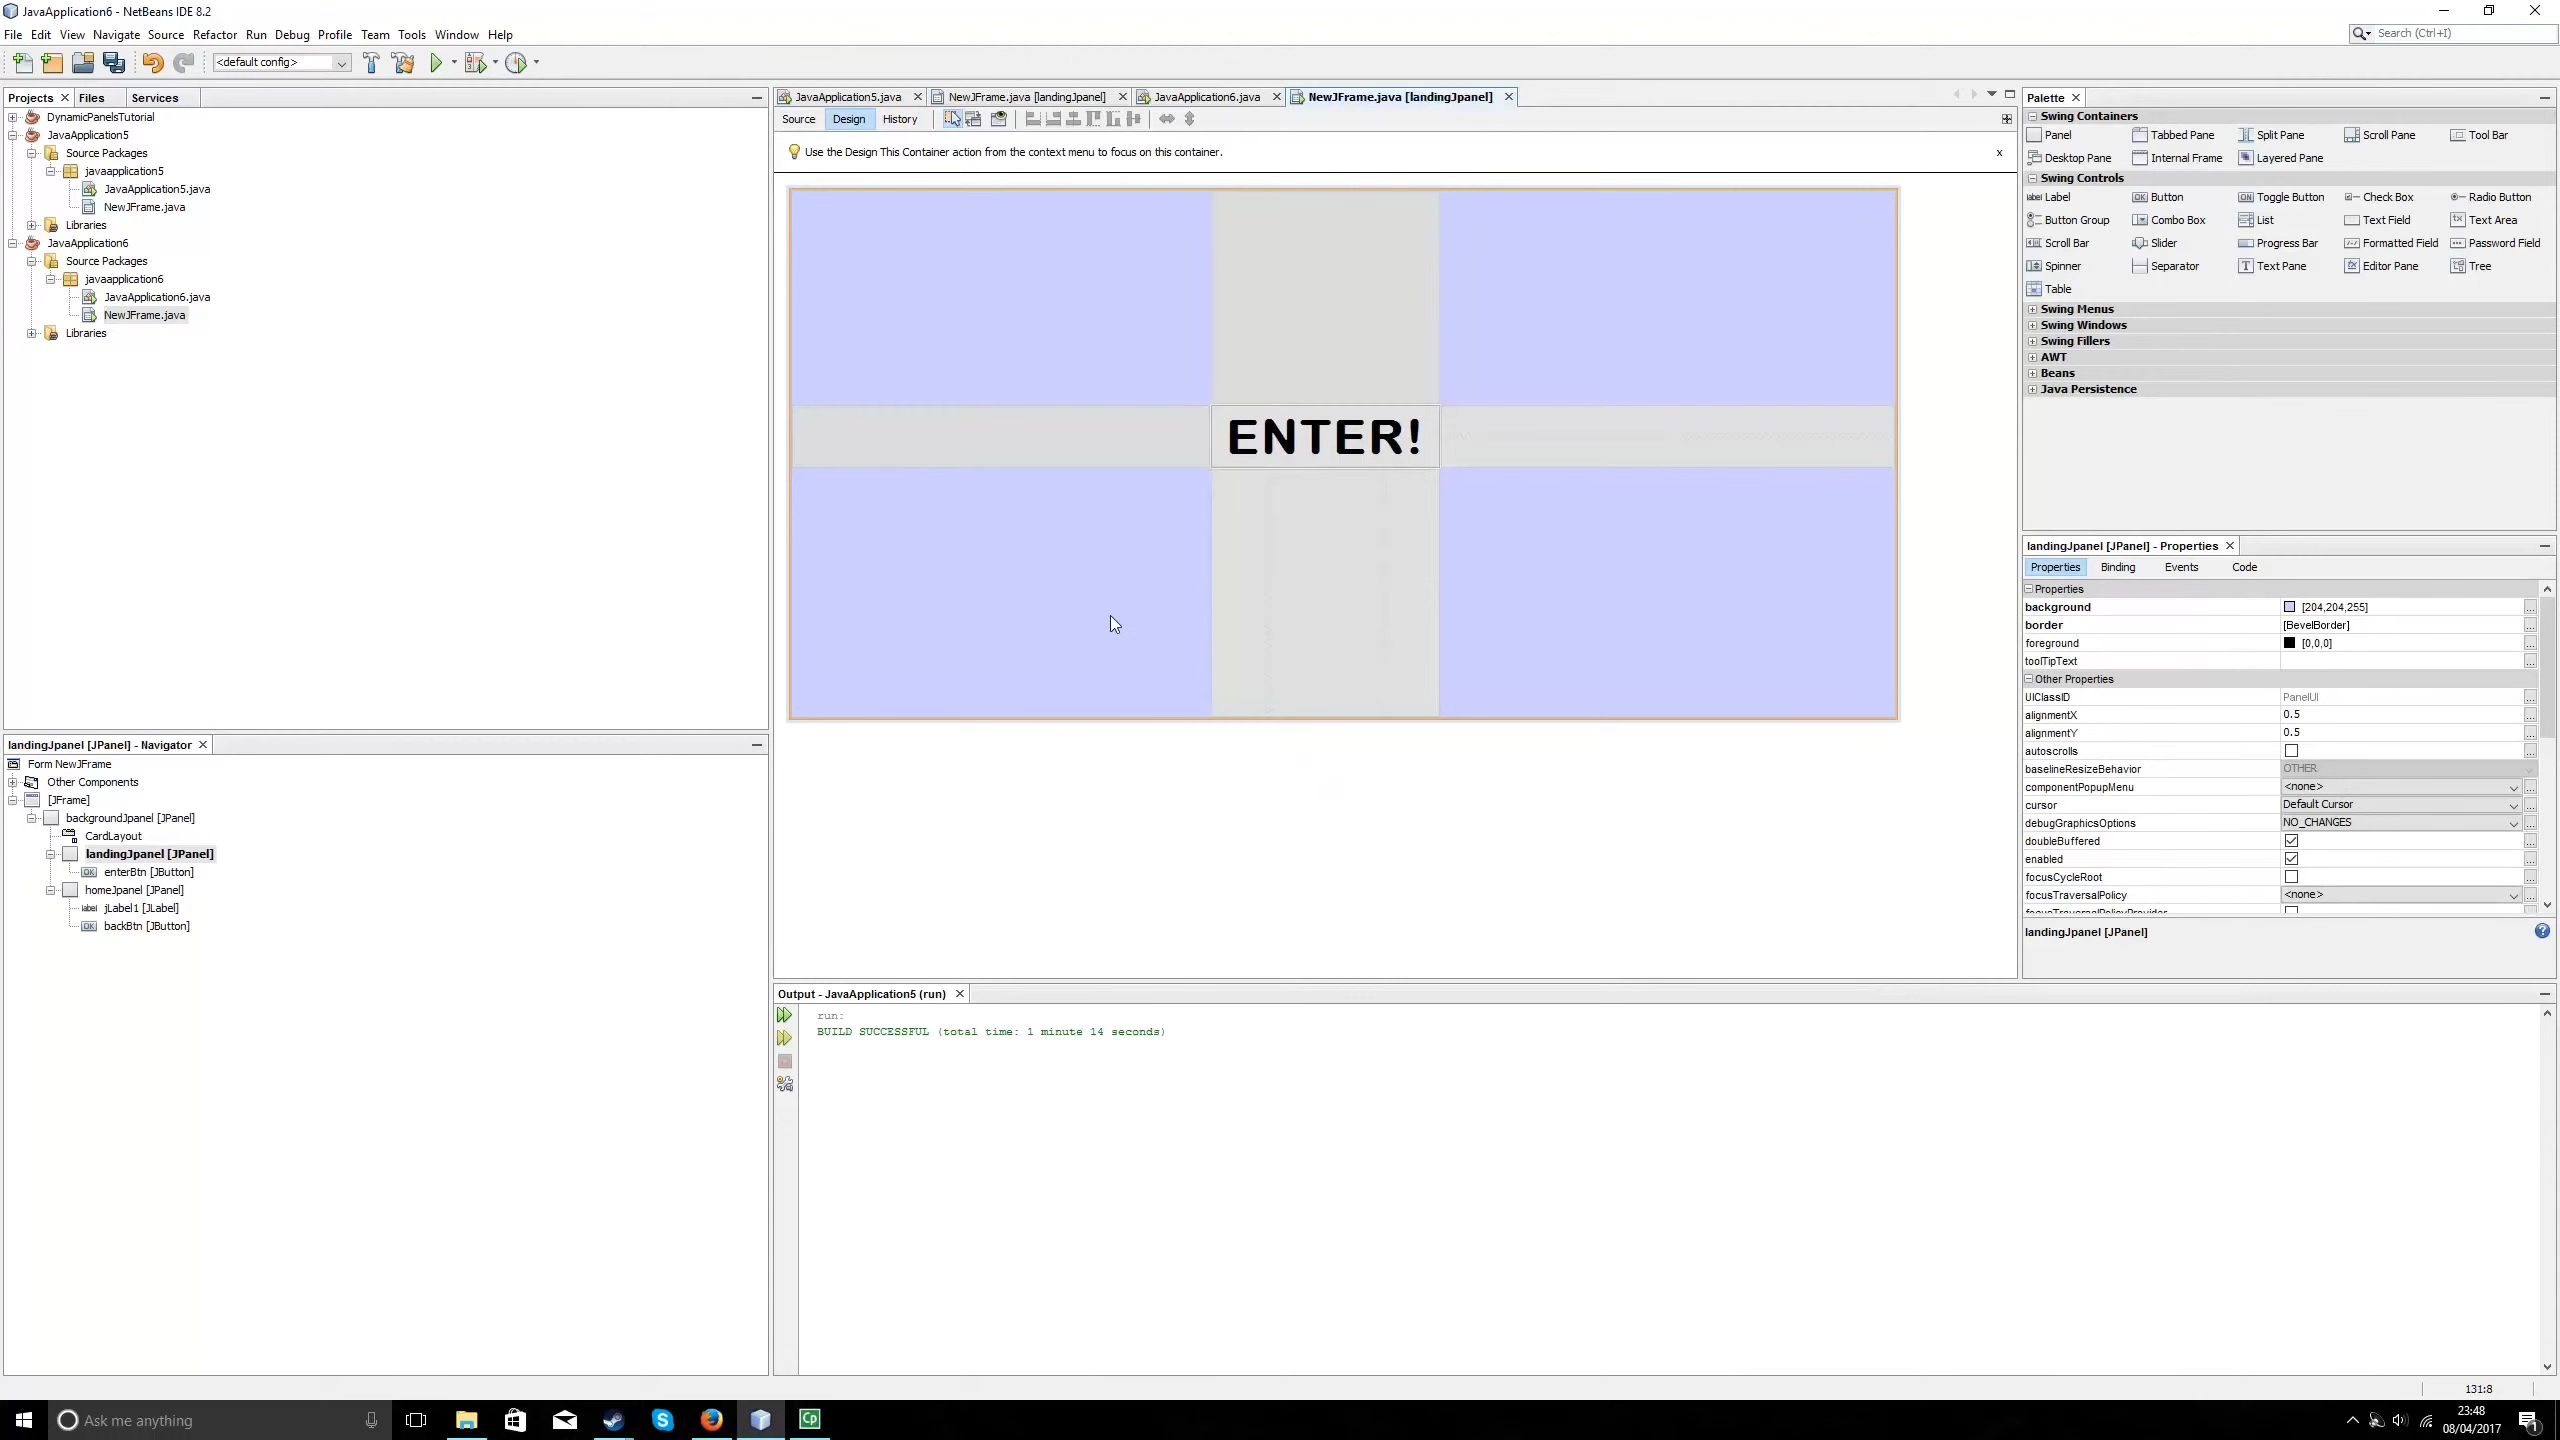 JavaApplication6 - NetBeans IDE 8.2
File Edit View Navigate Source Refactor Run Debug Profile Team Tools Window Help
Search (Ctrl+I)
<default config>
Projects Files Services
DynamicPanelsTutorial
JavaApplication5
Source Packages
javaapplication5
JavaApplication5.java
NewJFrame.java
Libraries
JavaApplication6
Source Packages
javaapplication6
JavaApplication6.java
NewJFrame.java
Libraries
landingJpanel [JPanel] - Navigator
Form NewJFrame
Other Components
[JFrame]
backgroundJpanel [JPanel]
CardLayout
landingJpanel [JPanel]
enterBtn [JButton]
homeJpanel [JPanel]
jLabel1 [JLabel]
backBtn [JButton]
JavaApplication5.java NewJFrame.java [landingJpanel] JavaApplication6.java NewJFrame.java [landingJpanel]
Source Design History
Use the Design This Container action from the context menu to focus on this container. x
ENTER!
Output - JavaApplication5 (run)
run:
BUILD SUCCESSFUL (total time: 1 minute 14 seconds)
Palette
Swing Containers
Panel Tabbed Pane Split Pane Scroll Pane Tool Bar
Desktop Pane Internal Frame Layered Pane
Swing Controls
label Label OK Button ON Toggle Button Check Box Radio Button
Button Group Combo Box List Text Field Text Area
Scroll Bar Slider Progress Bar Formatted Field Password Field
Spinner Separator Text Pane Editor Pane Tree
Table
Swing Menus
Swing Windows
Swing Fillers
AWT
Beans
Java Persistence
landingJpanel [JPanel] - Properties
Properties Binding Events Code
Properties
background [204,204,255]
border [BevelBorder]
foreground [0,0,0]
toolTipText
Other Properties
UIClassID PanelUI
alignmentX 0.5
alignmentY 0.5
autoscrolls
baselineResizeBehavior OTHER
componentPopupMenu <none>
cursor Default Cursor
debugGraphicsOptions NO_CHANGES
doubleBuffered
enabled
focusCycleRoot
focusTraversalPolicy <none>
focusTraversalPolicyProvider
landingJpanel [JPanel]
131:8
Ask me anything
Cp
23:48
08/04/2017
1